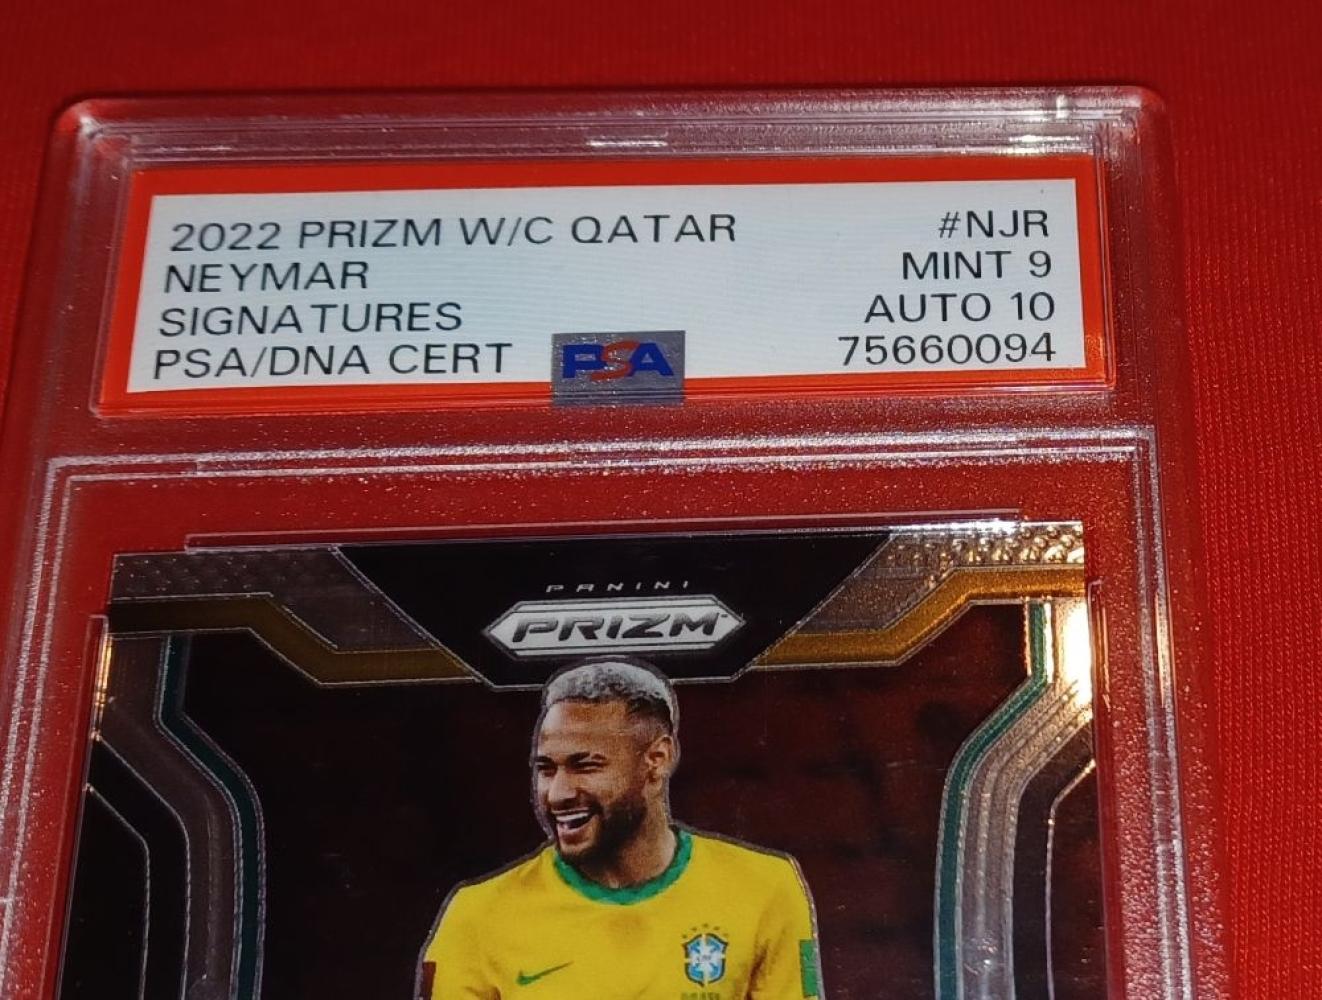 2022 PRIZM W/C QATAR #NJR
NEYMAR MINT 9
SIGNATURES AUTO 10
PSA/DNA CERT PSA 75660094
PANINI
PRIZM